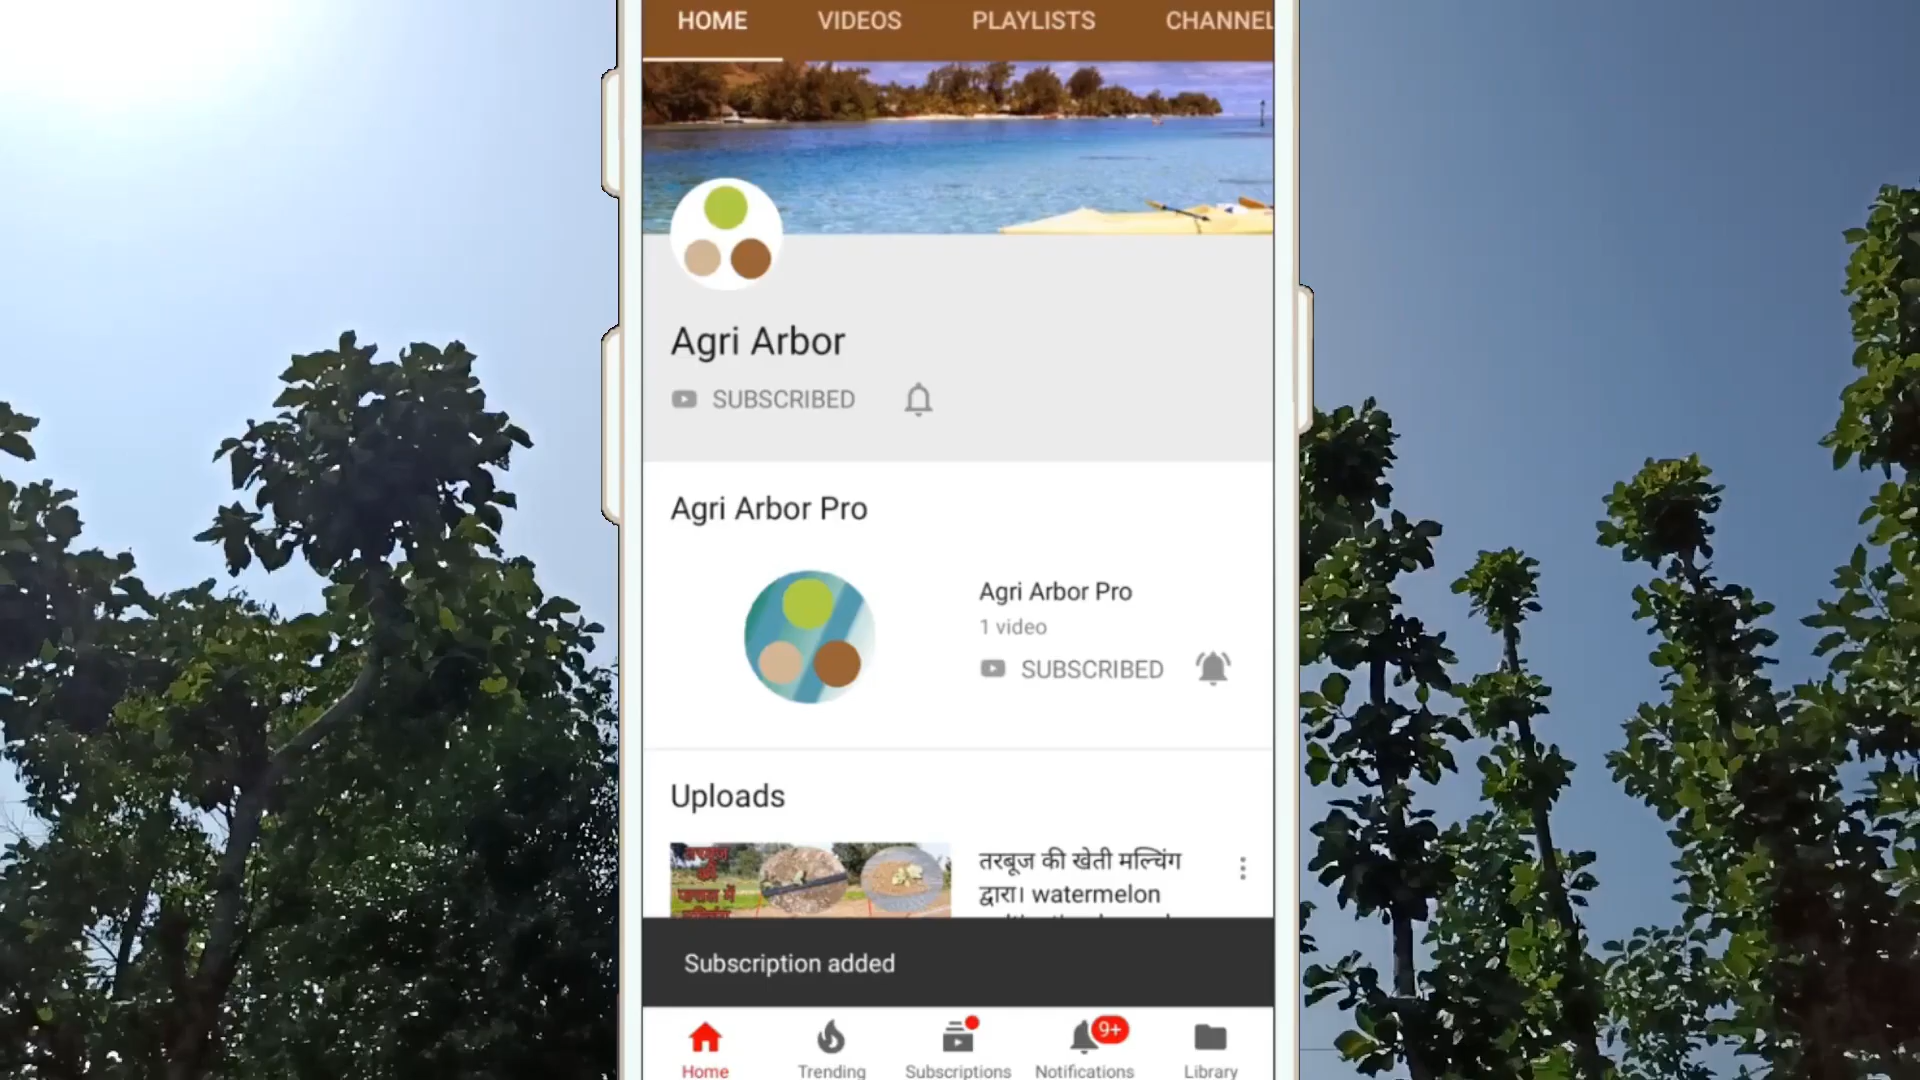 HOME VIDEOS PLAYLISTS CHANNEL
Agri Arbor
SUBSCRIBED
Agri Arbor Pro
Agri Arbor Pro
1 video
SUBSCRIBED
Uploads
तरबूज की खेती मल्चिंग
द्वारा। watermelon
Subscription added
9+
Home Trending Subscriptions Notifications Library